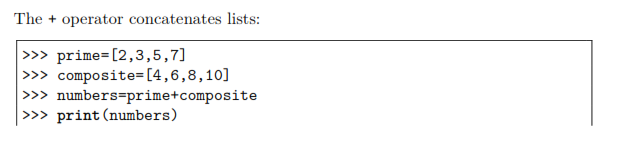 The + operator concatenates lists:
>>> prime=[2,3,5,7]
>>> composite=[4,6,8,10]
>>> numbers=prime+composite
>>> print(numbers)